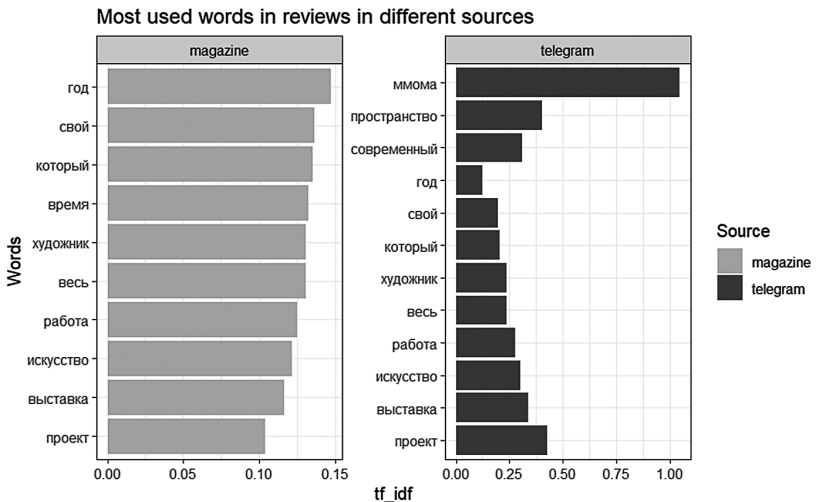 Most used words in reviews in different sources
magazine
год
свой
который
время
художник
весь
работа
искусство
выставка
проект
0.00 0.05 0.10 0.15
telegram
ммома
пространство
современный
год
свой
который
художник
весь
работа
искусство
выставка
проект
0.00 0.25 0.50 0.75 1.00
Words
tf_idf
Source
magazine
telegram